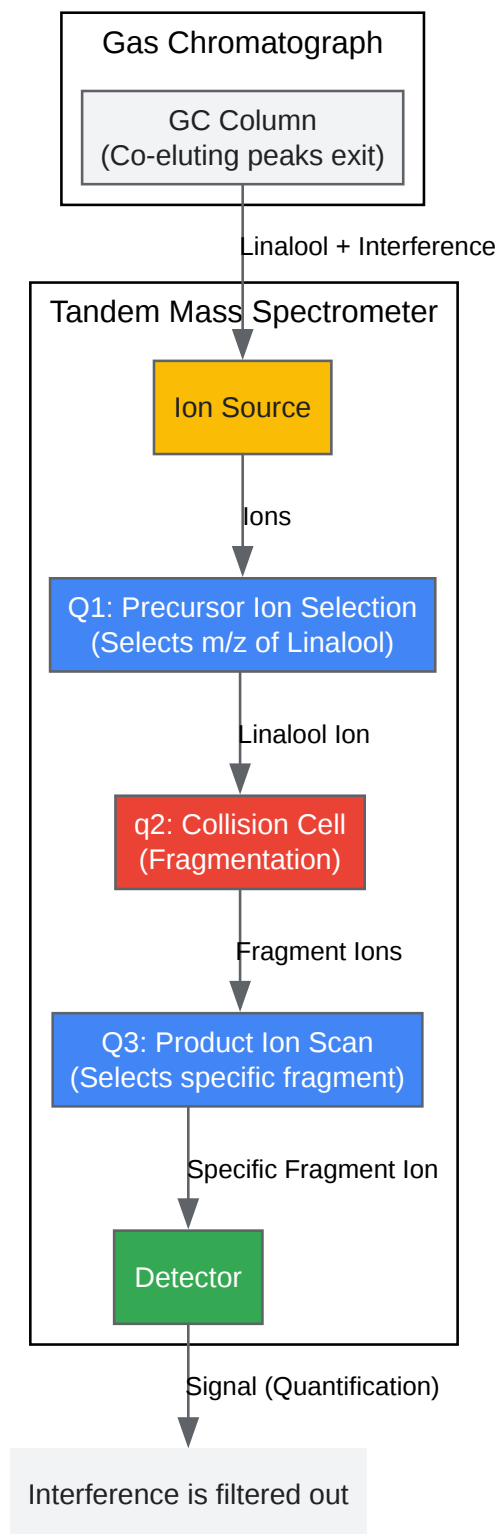 Gas Chromatograph
GC Column
(Co-eluting peaks exit)
Linalool + Interference
Tandem Mass Spectrometer
Ion Source
Ions
Q1: Precursor Ion Selection
(Selects m/z of Linalool)
Linalool Ion
q2: Collision Cell
(Fragmentation)
Fragment Ions
Q3: Product Ion Scan
(Selects specific fragment)
Specific Fragment Ion
Detector
Signal (Quantification)
Interference is filtered out